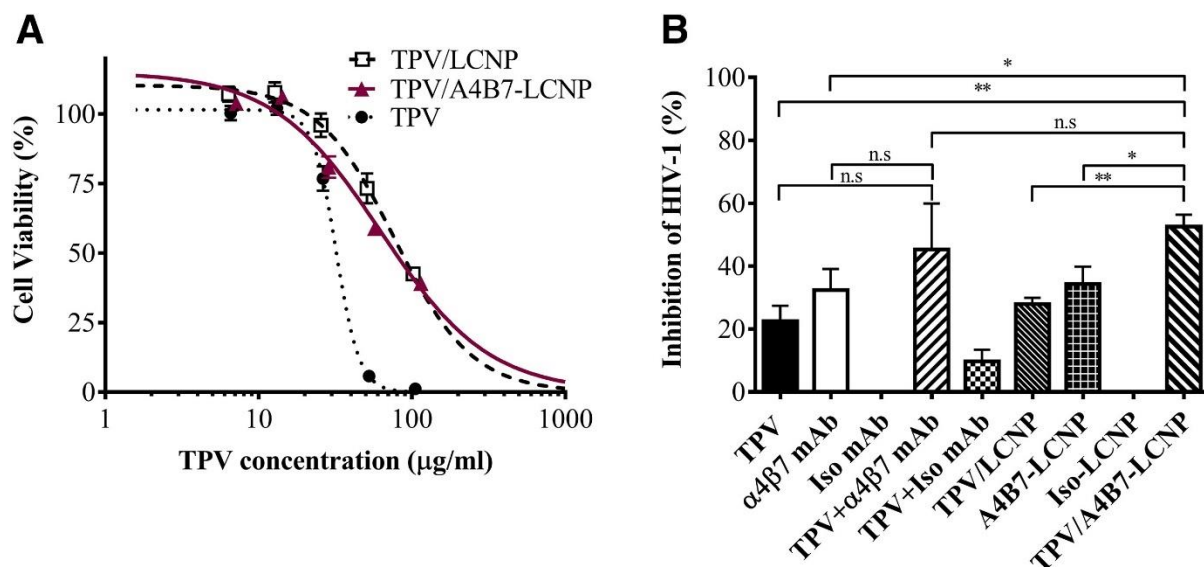 A
TPV/LCNP
TPV/A4B7-LCNP
TPV
Cell Viability (%)
100
75
50
25
0
1
10
100
1000
TPV concentration (μg/ml)
B
Inhibition of HIV-1 (%)
100
80
60
40
20
0
*
**
n.s
n.s
*
n.s
**
TPV
α4β7 mAb
Iso mAb
TPV+α4β7 mAb
TPV+Iso mAb
TPV/LCNP
A4B7-LCNP
Iso-LCNP
TPV/A4B7-LCNP